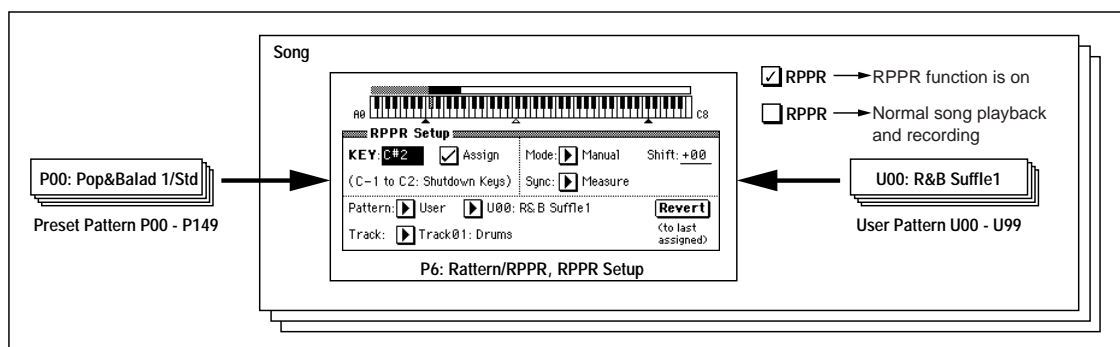 Song
A0
C8
RPPR Setup
KEY: C#2 Assign
Mode: Manual Shift: +00
(C-1 to C2: Shutdown Keys)
Sync: Measure
Pattern: User U00: R&B Suffle1
Revert
Track: Track01: Drums
(to last
assigned)
P6: Rattern/RPPR, RPPR Setup
P00: Pop&Balad 1/Std
Preset Pattern P00 - P149
RPPR RPPR function is on
RPPR Normal song playback
and recording
U00: R&B Suffle1
User Pattern U00 - U99